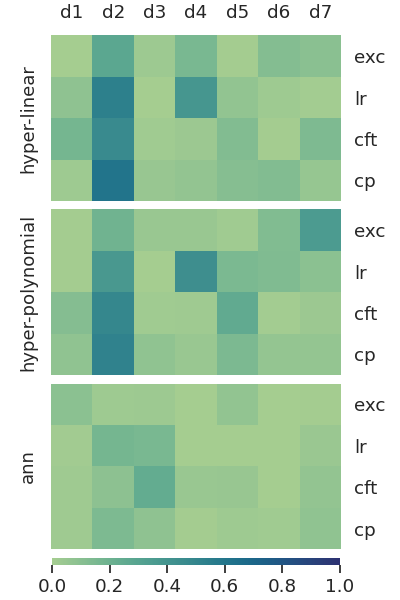 d1 d2 d3 d4 d5 d6 d7
hyper-linear
exc
lr
cft
cp
hyper-polynomial
exc
lr
cft
cp
ann
exc
lr
cft
cp
0.0 0.2 0.4 0.6 0.8 1.0